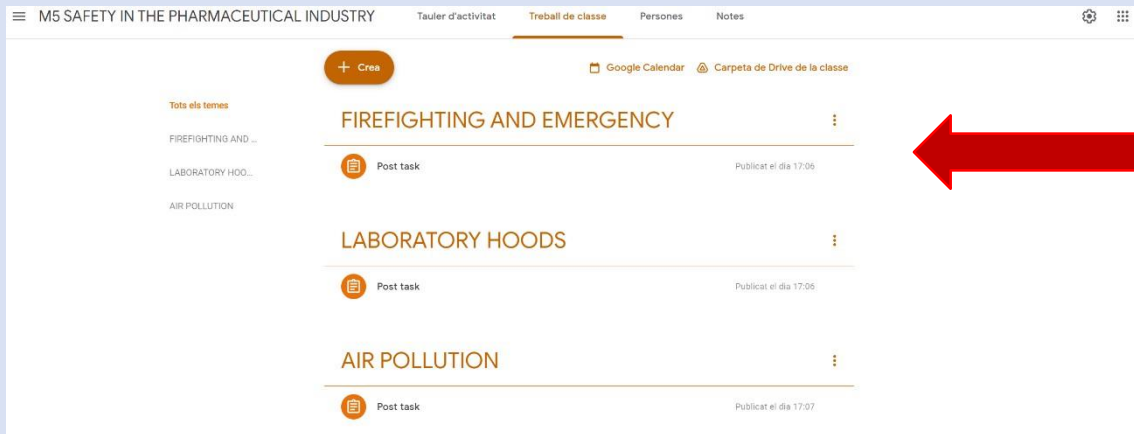 M5 SAFETY IN THE PHARMACEUTICAL INDUSTRY Tauler d'activitat Treball de classe Persones Notes
Crea Google Calendar Carpeta de Drive de la classe
Tots els temes
FIREFIGHTING AND ...
LABORATORY HOO...
AIR POLLUTION
FIREFIGHTING AND EMERGENCY
Post task Publicat el dia 17:06
LABORATORY HOODS
Post task Publicat el dia 17:06
AIR POLLUTION
Post task Publicat el dia 17:07